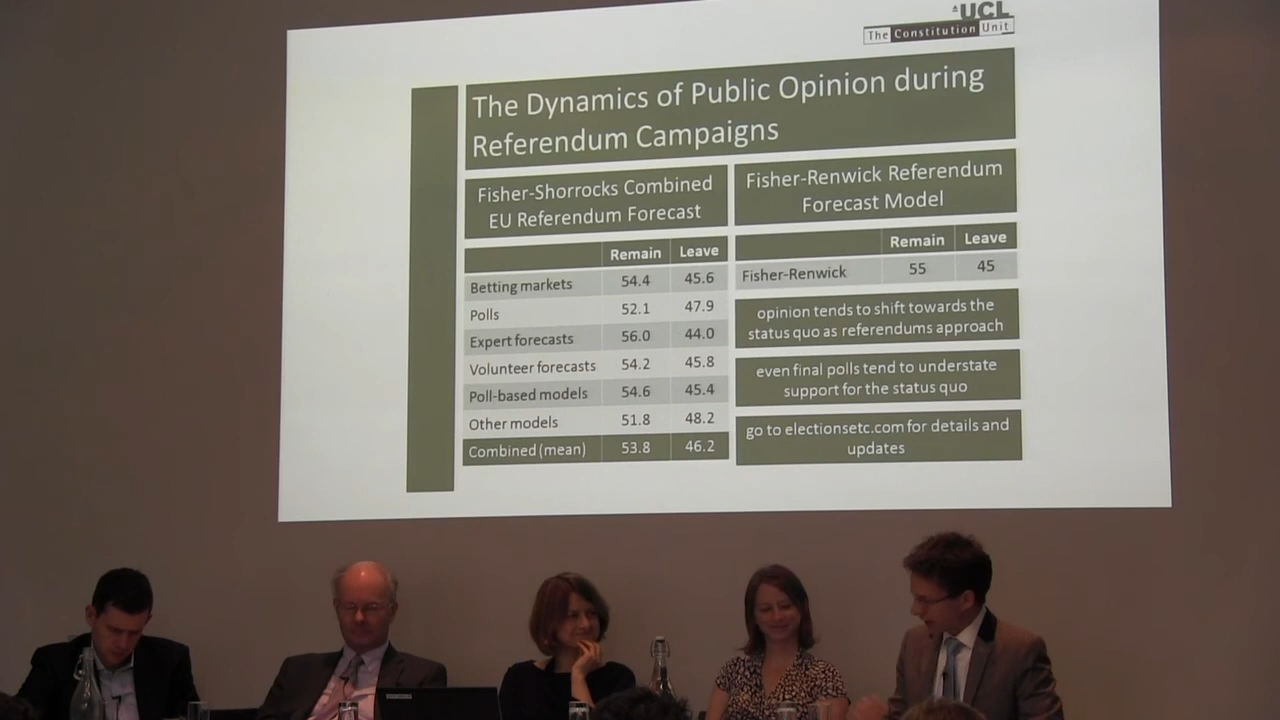 UCL
The Constitution Unit
The Dynamics of Public Opinion during
Referendum Campaigns
Fisher-Shorrocks Combined
EU Referendum Forecast
Remain Leave
Betting markets 54.4 45.6
Polls 52.1 47.9
Expert forecasts 56.0 44.0
Volunteer forecasts 54.2 45.8
Poll-based models 54.6 45.4
Other models 51.8 48.2
Combined (mean) 53.8 46.2
Fisher-Renwick Referendum
Forecast Model
Remain Leave
Fisher-Renwick 55 45
opinion tends to shift towards the
status quo as referendums approach
even final polls tend to understate
support for the status quo
go to electionsetc.com for details and
updates